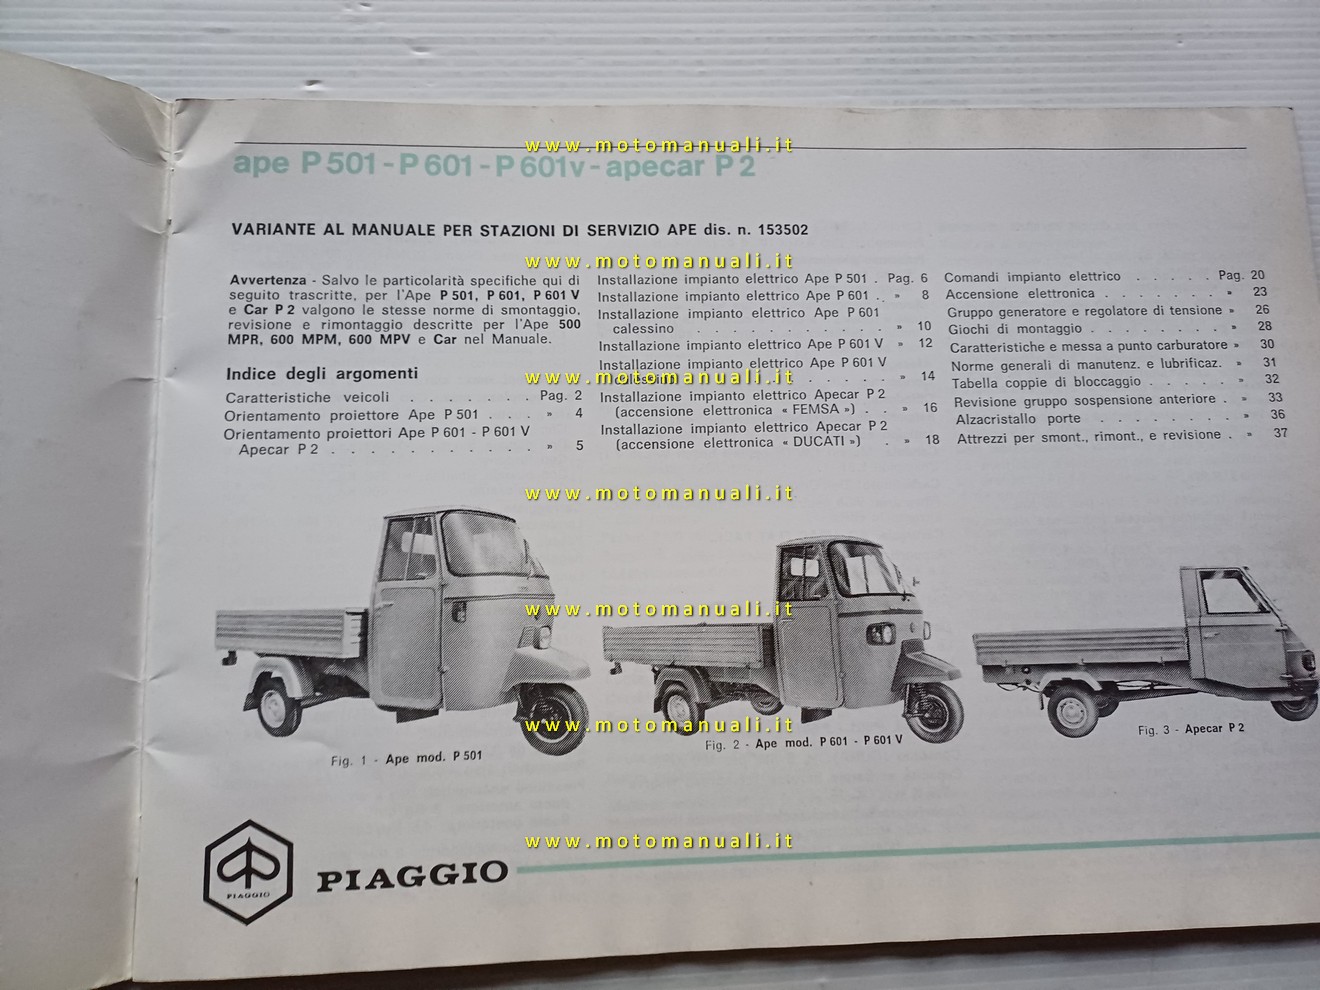 ape P 501 - P 601 - P 601v - apecar P 2
VARIANTE AL MANUALE PER STAZIONI DI SERVIZIO APE dis. n. 153502
Avvertenza - Salvo le particolarità specifiche qui di
seguito trascritte, per l'Ape P 501, P 601, P 601 V
e Car P 2 valgono le stesse norme di smontaggio,
revisione e rimontaggio descritte per l'Ape 500
MPR, 600 MPM, 600 MPV e Car nel Manuale.
Indice degli argomenti
Caratteristiche veicoli . . . . . . . Pag. 2
Orientamento proiettore Ape P 501 . . . » 4
Orientamento proiettori Ape P 601 - P 601 V
Apecar P 2 . . . . . . . . . . . . » 5
Installazione impianto elettrico Ape P 501 . Pag. 6
Installazione impianto elettrico Ape P 601 . . » 8
Installazione impianto elettrico Ape P 601
calessino . . . . . . . . . . . » 10
Installazione impianto elettrico Ape P 601 V » 12
Installazione impianto elettrico Ape P 601 V
. . . . . . » 14
Installazione impianto elettrico Apecar P 2
(accensione elettronica « FEMSA ») . . » 16
Installazione impianto elettrico Apecar P 2
(accensione elettronica « DUCATI ») . » 18
Comandi impianto elettrico . . . . . Pag. 20
Accensione elettronica . . . . . . . » 23
Gruppo generatore e regolatore di tensione » 26
Giochi di montaggio . . . . . . . . » 28
Caratteristiche e messa a punto carburatore » 30
Norme generali di manutenz. e lubrificaz. » 31
Tabella coppie di bloccaggio . . . . . » 32
Revisione gruppo sospensione anteriore . » 33
Alzacristallo porte . . . . . . . » 36
Attrezzi per smont., rimont., e revisione . » 37
Fig. 1 - Ape mod. P 501
Fig. 2 - Ape mod. P 601 - P 601 V
Fig. 3 - Apecar P 2
PIAGGIO
PIAGGIO
www.motomanuali.it
www.motomanuali.it
www.motomanuali.it
www.motomanuali.it
www.motomanuali.it
www.motomanuali.it
www.motomanuali.it